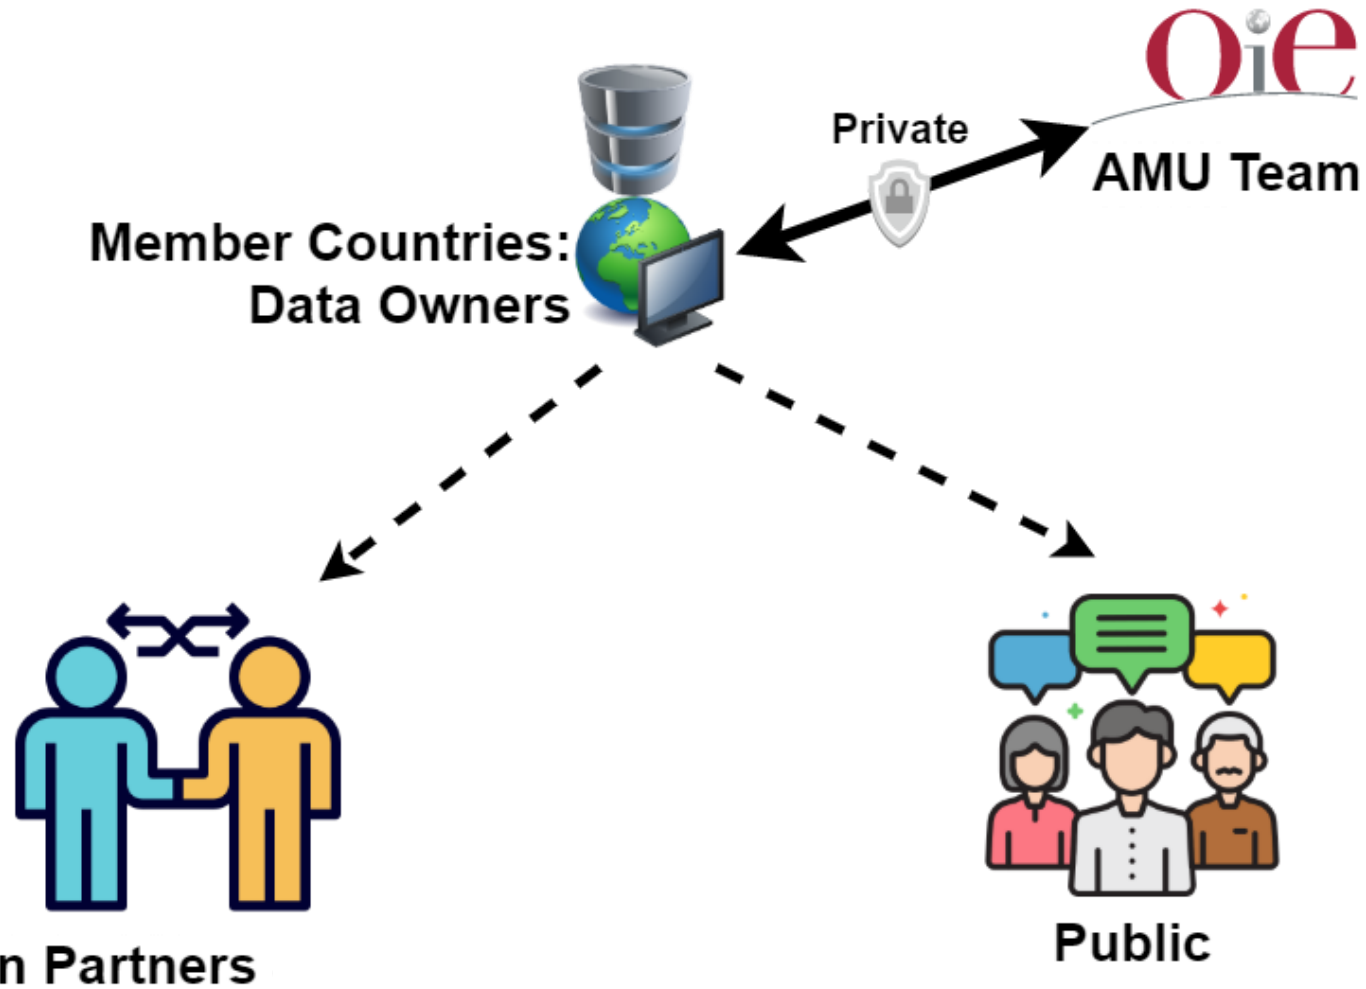 oie
Private
AMU Team
Member Countries:
Data Owners
n Partners
Public